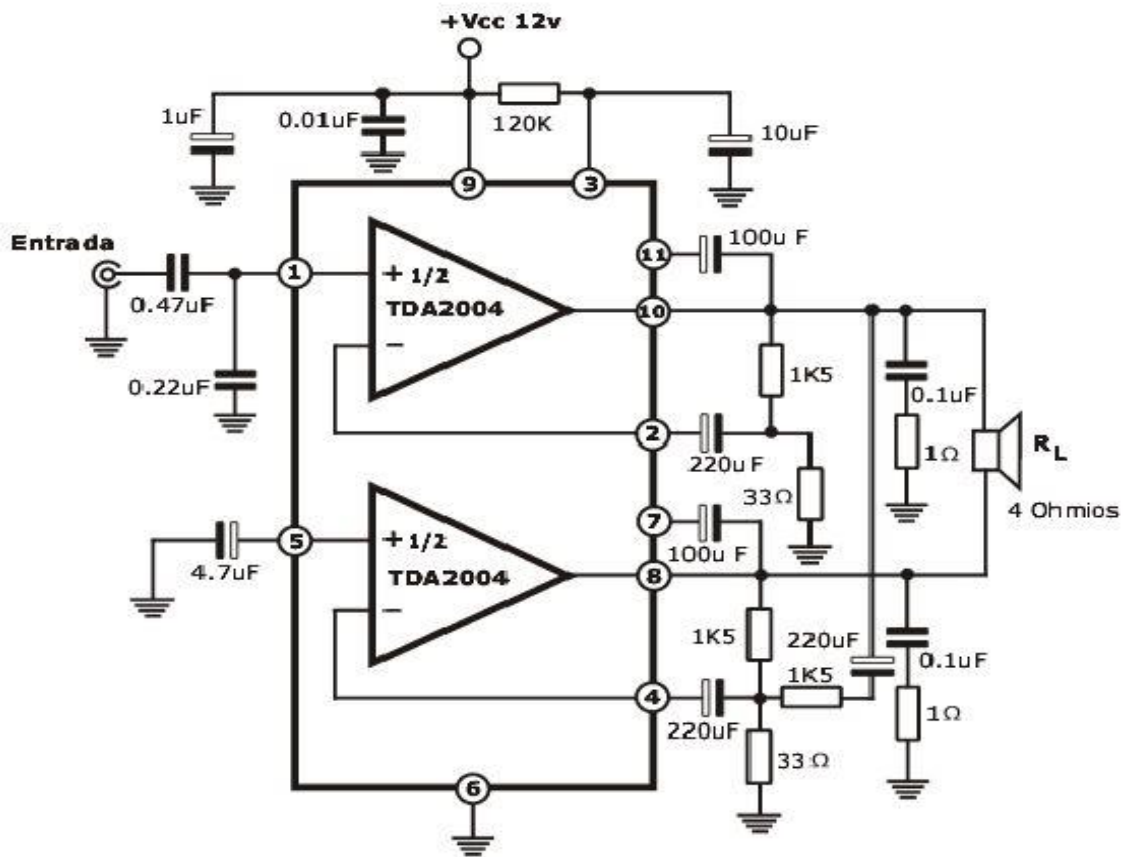 +Vcc 12v
1uF
0.01uF
120K
10uF
9
3
Entrada
100u F
11
1
+ 1/2
TDA2004
0.47uF
10
−
1K5
0.1uF
0.22uF
2
220uF
1Ω
R L
33Ω
4 Ohmios
7
5
+ 1/2
100u F
4.7uF
TDA2004
8
−
1K5
220uF
0.1uF
1K5
4
220uF
1Ω
33Ω
6